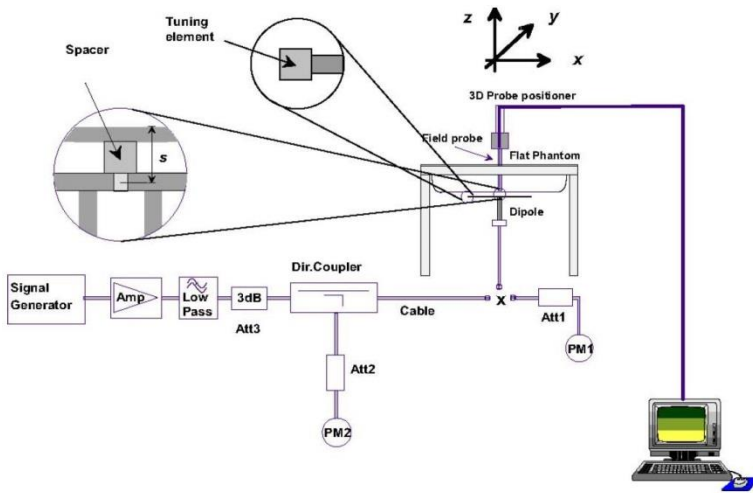 Tuning
element
Spacer
s
z
y
x
3D Probe positioner
Field probe
Flat Phantom
Dipole
Signal
Generator
Amp
Low
Pass
3dB
Att3
Dir.Coupler
Cable
x
Att1
PM1
Att2
PM2